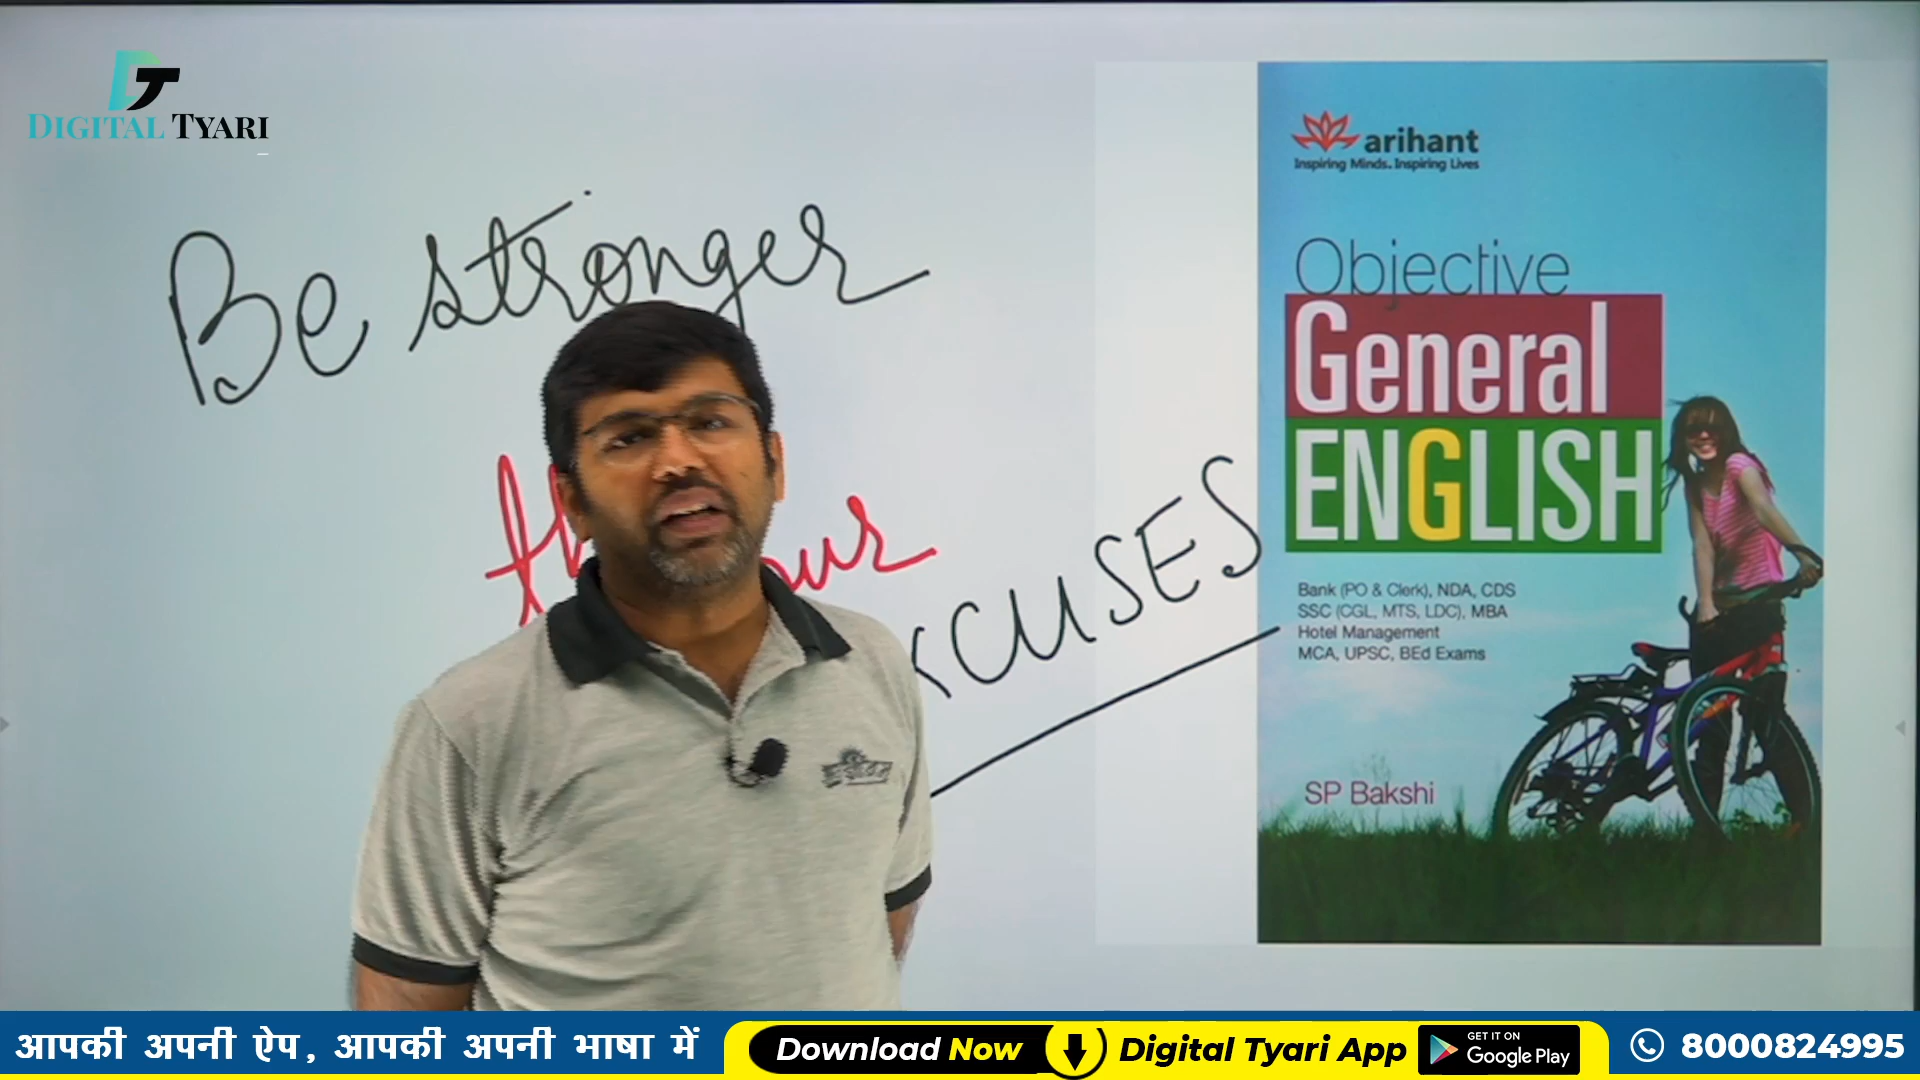 DIGITAL TYARI
Be stronger
EXCUSES
arihant
Inspiring Minds. Inspiring Lives
Objective
General
ENGLISH
Bank (PO & Clerk), NDA, CDS
SSC (CGL, MTS, LDC), MBA
Hotel Management
MCA, UPSC, BEd Exams
SP Bakshi
आपकी अपनी ऐप, आपकी अपनी भाषा में
Download Now
Digital Tyari App
GET IT ON
Google Play
8000824995